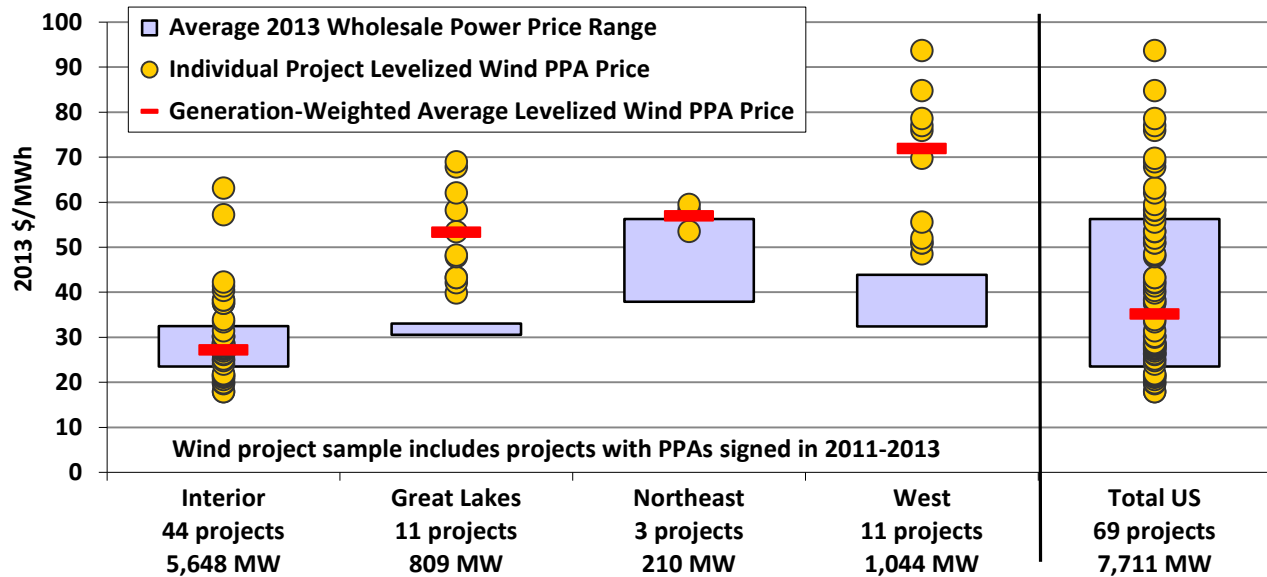 100
90
80
70
60
50
40
30
20
10
0
2013 $/MWh
Average 2013 Wholesale Power Price Range
Individual Project Levelized Wind PPA Price
Generation-Weighted Average Levelized Wind PPA Price
Wind project sample includes projects with PPAs signed in 2011-2013
Interior
44 projects
5,648 MW
Great Lakes
11 projects
809 MW
Northeast
3 projects
210 MW
West
11 projects
1,044 MW
Total US
69 projects
7,711 MW